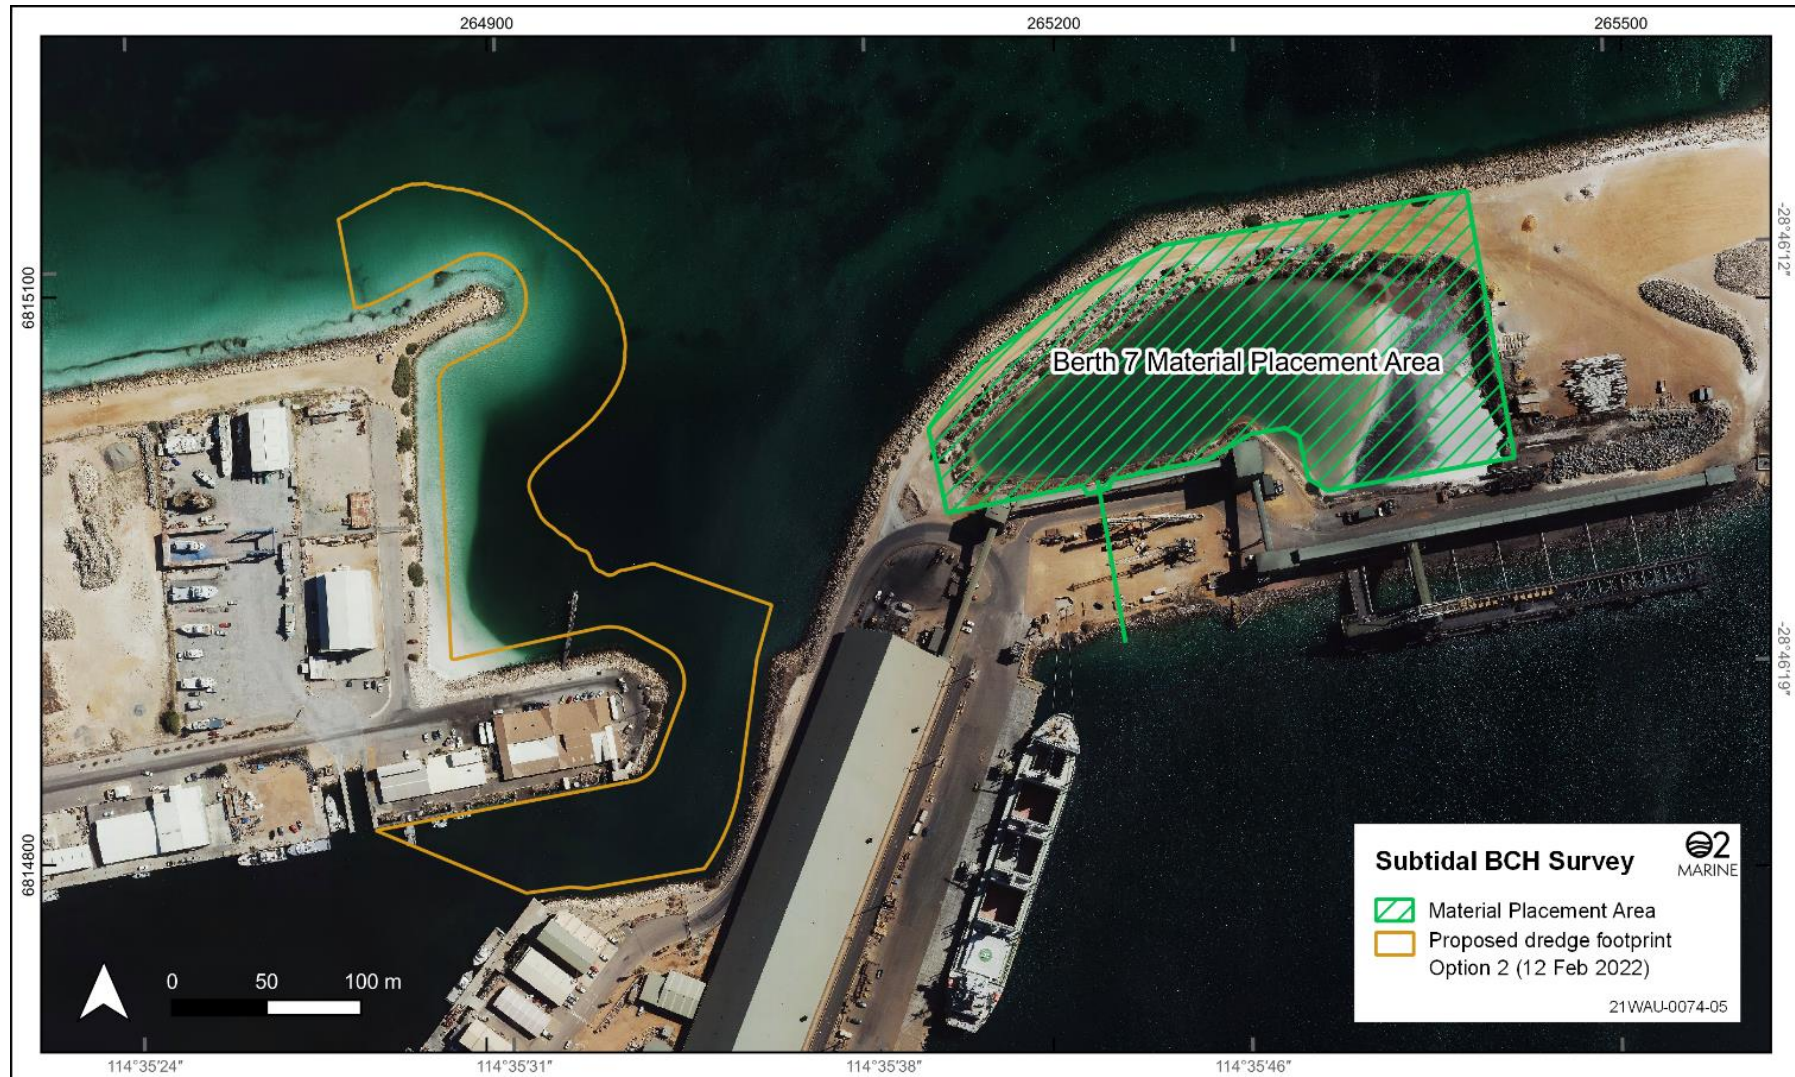 264900
265200
265500
6815100
6814800
-28°46'12"
-28°46'19"
Berth 7 Material Placement Area
Subtidal BCH Survey
O2
MARINE
Material Placement Area
Proposed dredge footprint
Option 2 (12 Feb 2022)
21WAU-0074-05
0 50 100 m
114°35'24"
114°35'31"
114°35'38"
114°35'46"